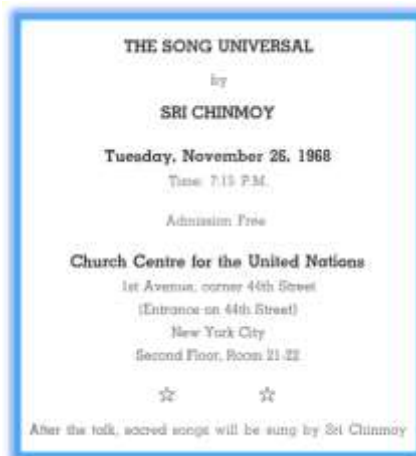 THE SONG UNIVERSAL
by
SRI CHINMOY
Tuesday, November 26, 1968
Time: 7:15 P.M.
Admission Free
Church Centre for the United Nations
1st Avenue, corner 44th Street
(Entrance on 44th Street)
New York City
Second Floor, Room 21-22
After the talk, sacred songs will be sung by Sri Chinmoy